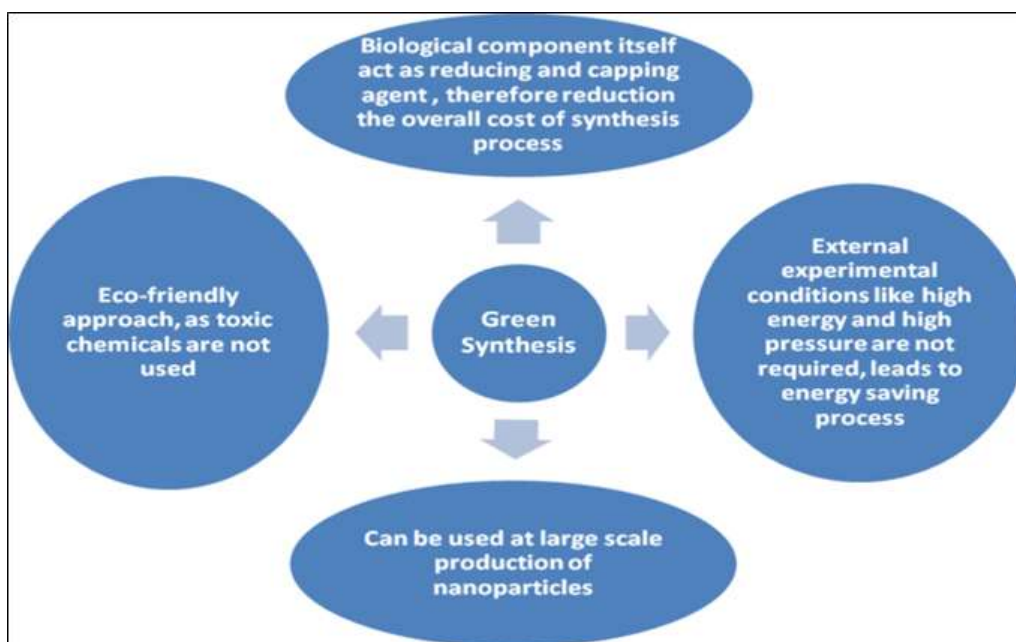 Biological component itself
act as reducing and capping
agent , therefore reduction
the overall cost of synthesis
process
Eco-friendly
approach, as toxic
chemicals are not
used
Green
Synthesis
External
experimental
conditions like high
energy and high
pressure are not
required, leads to
energy saving
process
Can be used at large scale
production of
nanoparticles